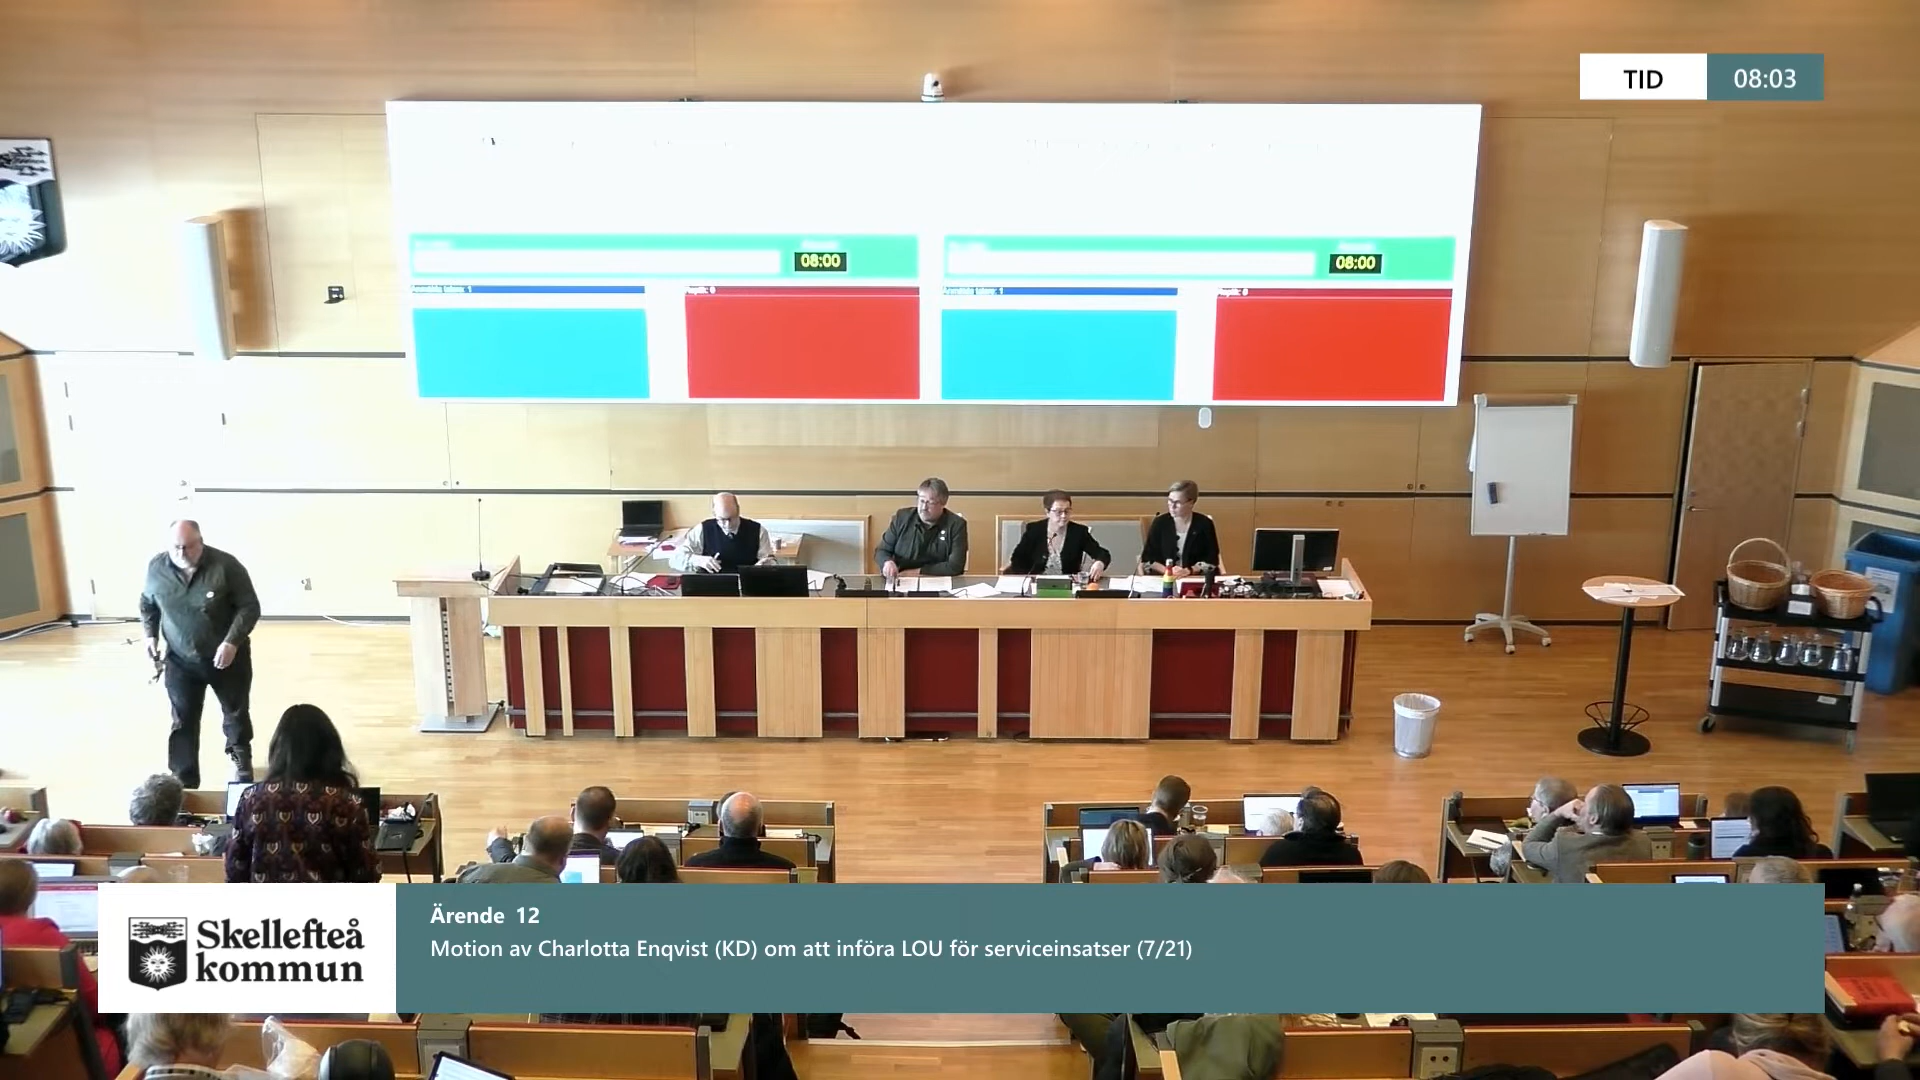 TID 08:03
08:00 08:00
Ärende 12
Motion av Charlotta Enqvist (KD) om att införa LOU för serviceinsatser (7/21)
Skellefteå
kommun